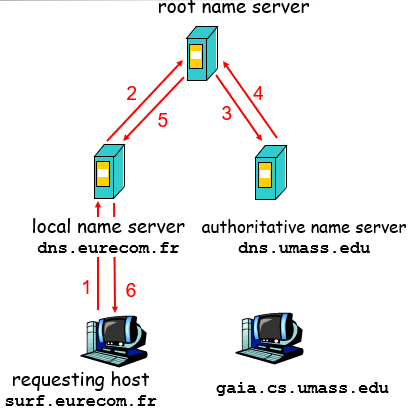 root name server
2
4
5
3
local name server
dns.eurecom.fr
authoritative name server
dns.umass.edu
1
6
requesting host
surf.eurecom.fr
gaia.cs.umass.edu